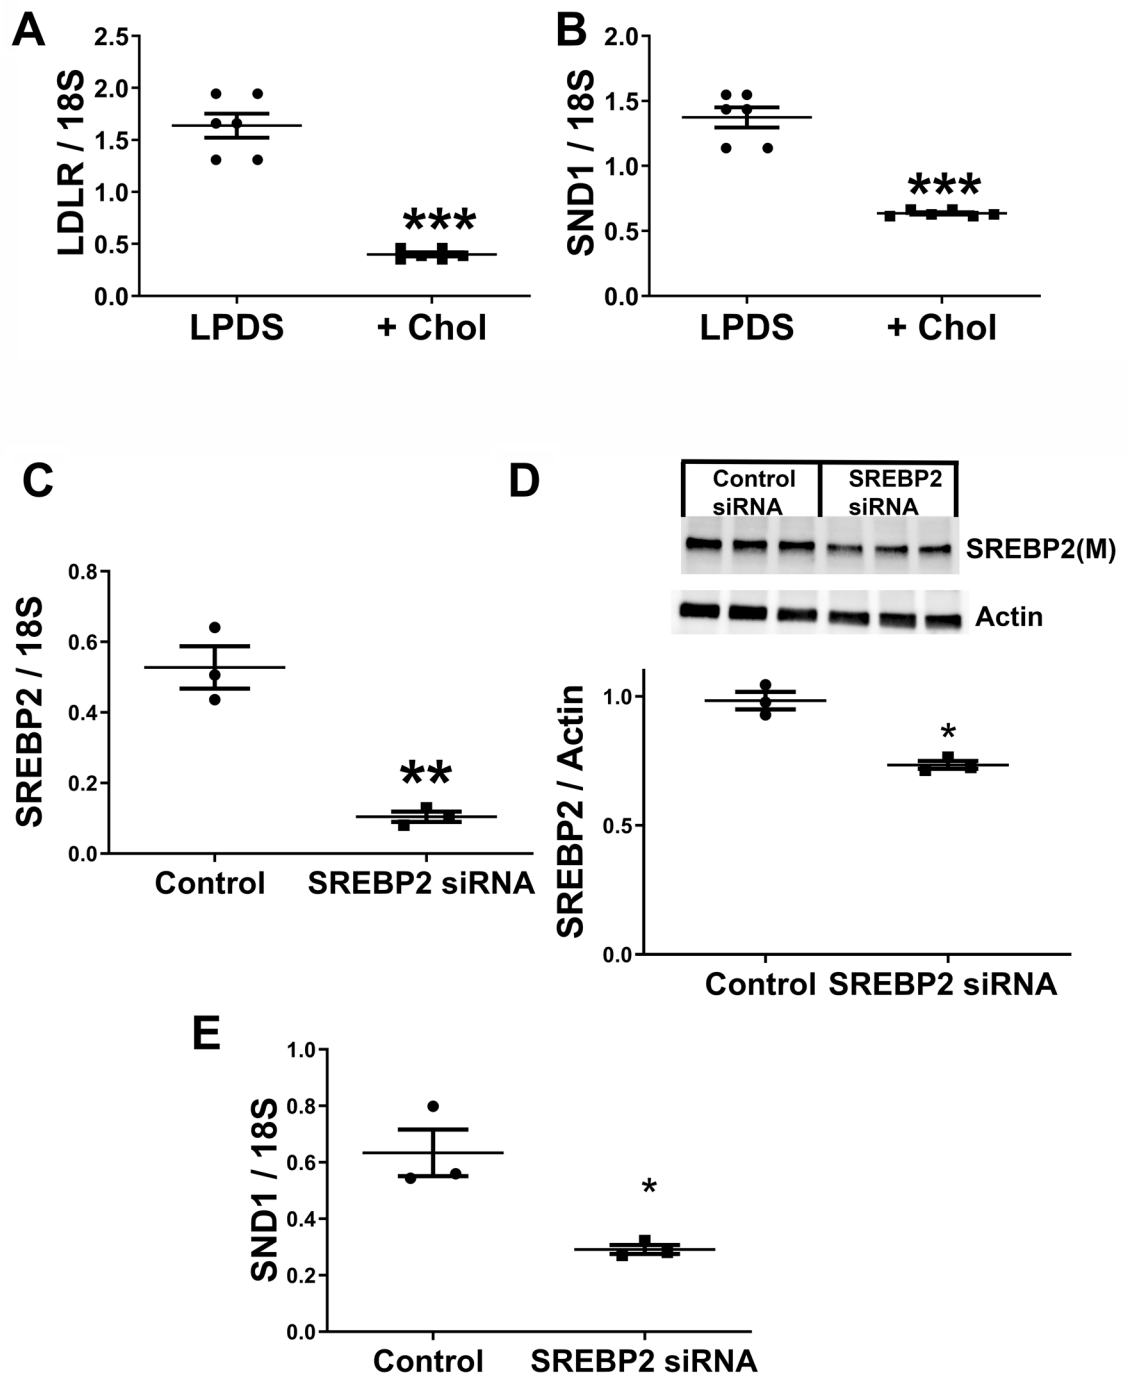 A
LDLR / 18S
2.5
2.0
1.5
1.0
0.5
0.0
***
LPDS
+ Chol
B
SND1 / 18S
2.0
1.5
1.0
0.5
0.0
***
LPDS
+ Chol
C
SREBP2 / 18S
0.8
0.6
0.4
0.2
0.0
**
Control
SREBP2 siRNA
D
Control
siRNA
SREBP2
siRNA
SREBP2(M)
Actin
SREBP2 / Actin
1.0
0.5
0.0
*
Control
SREBP2 siRNA
E
SND1 / 18S
1.0
0.8
0.6
0.4
0.2
0.0
*
Control
SREBP2 siRNA